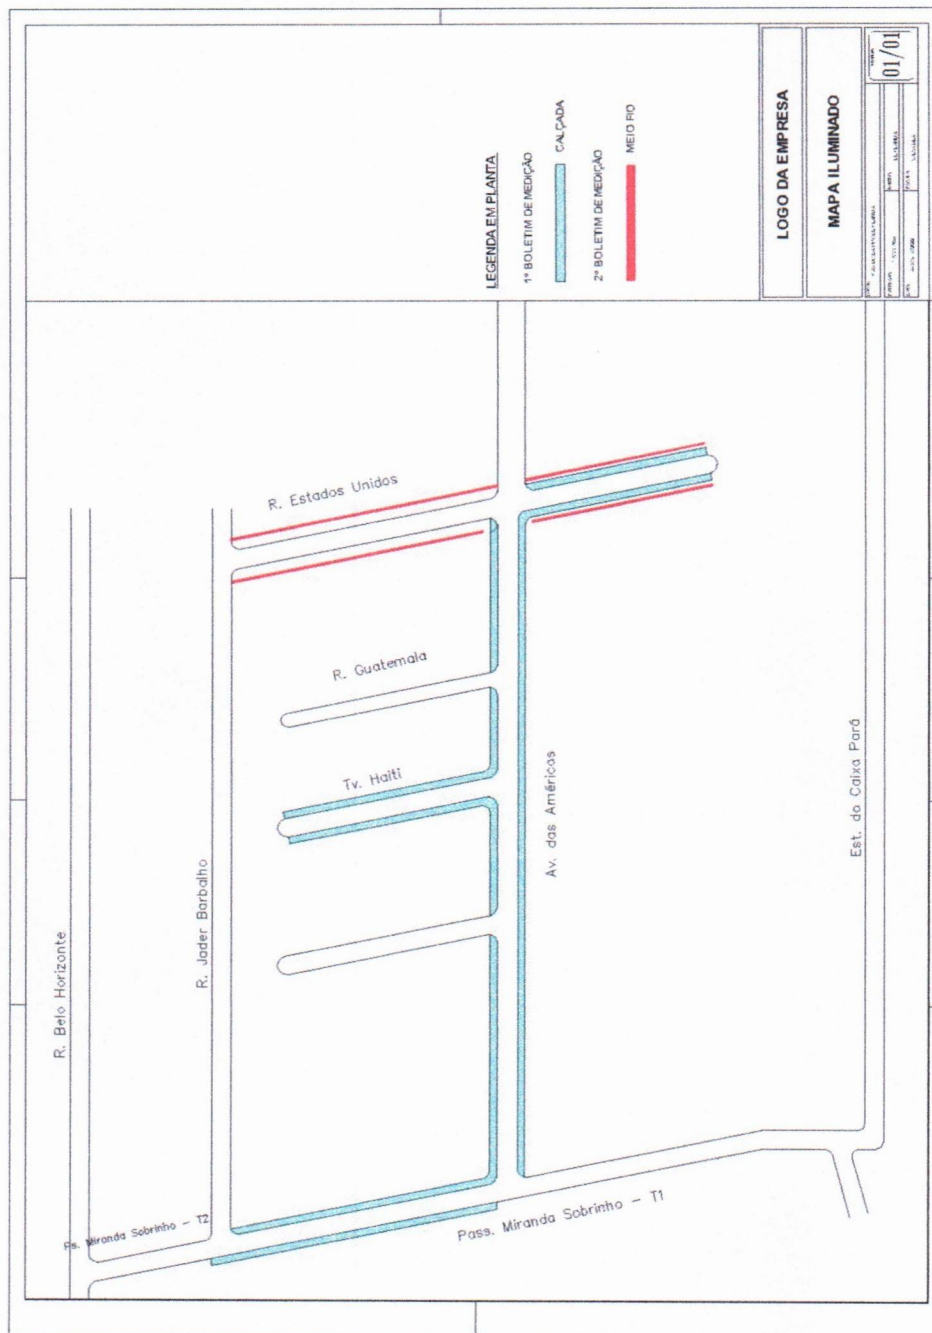 R. Belo Horizonte
R. Jader Barbalho
Ps. Miranda Sobrinho - T2
Pass. Miranda Sobrinho - T1
Tv. Haiti
R. Guatemala
R. Estados Unidos
Av. das Américas
Est. do Caixa Pará
LEGENDA EM PLANTA
1º BOLETIM DE MEDIÇÃO
CALÇADA
2º BOLETIM DE MEDIÇÃO
MEIO FIO
LOGO DA EMPRESA
MAPA ILUMINADO
01/01